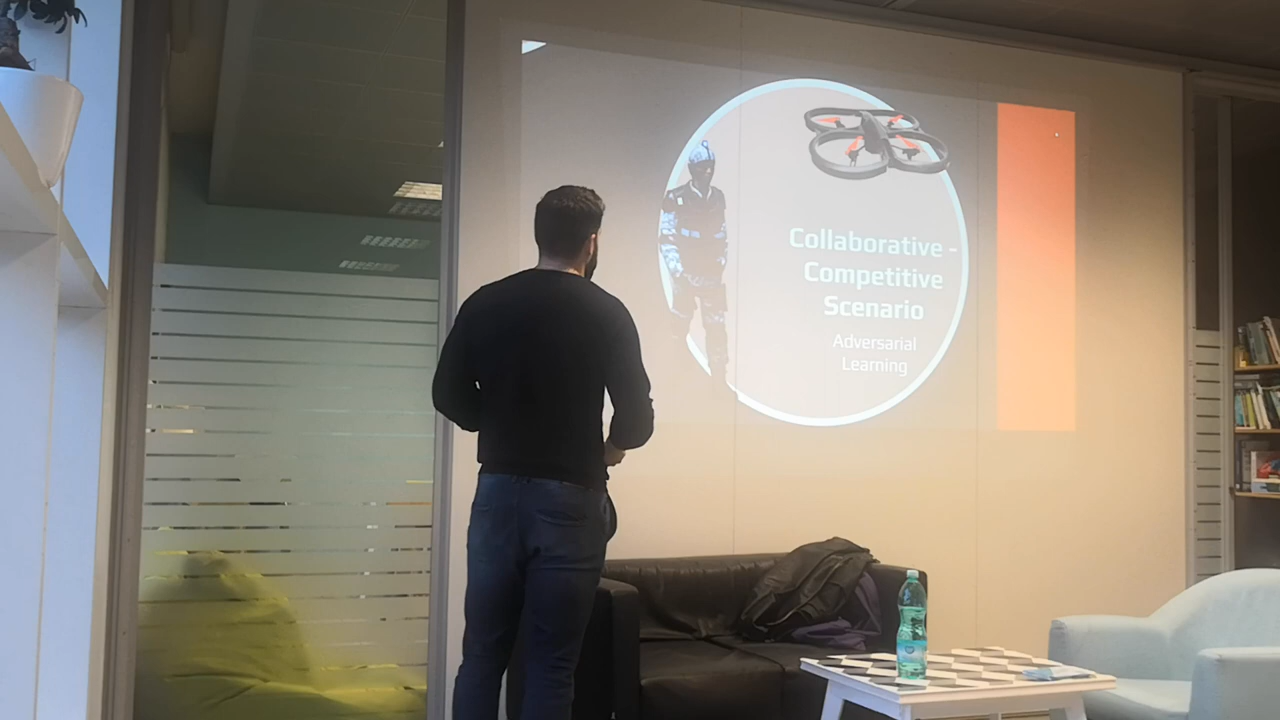 Collaborative -
Competitive
Scenario
Adversarial
Learning